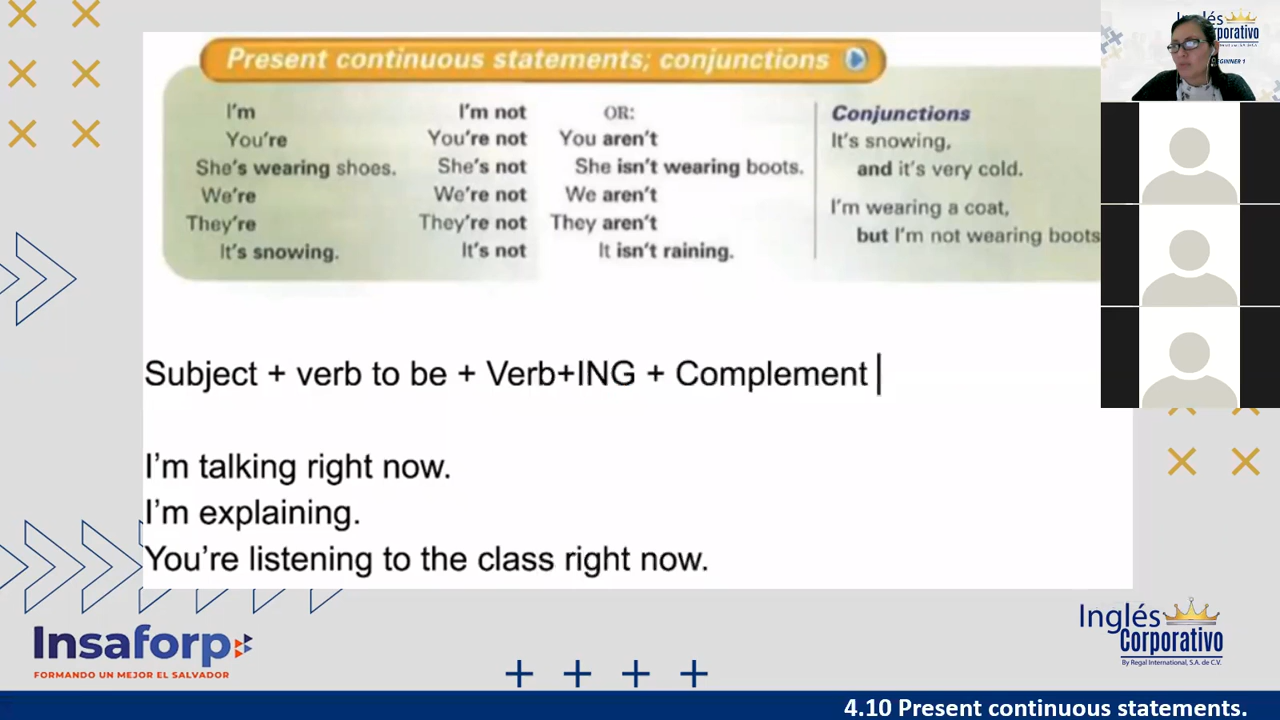 Present continuous statements; conjunctions
I'm I'm not OR: Conjunctions
You're You're not You aren't It's snowing,
She's wearing shoes. She's not She isn't wearing boots. and it's very cold.
We're We're not We aren't I'm wearing a coat,
They're They're not They aren't but I'm not wearing boots
It's snowing. It's not It isn't raining.
Subject + verb to be + Verb+ING + Complement
I'm talking right now.
I'm explaining.
You're listening to the class right now.
Insaforp
FORMANDO UN MEJOR EL SALVADOR
Inglés
Corporativo
By Regal International, S.A. de C.V.
4.10 Present continuous statements.